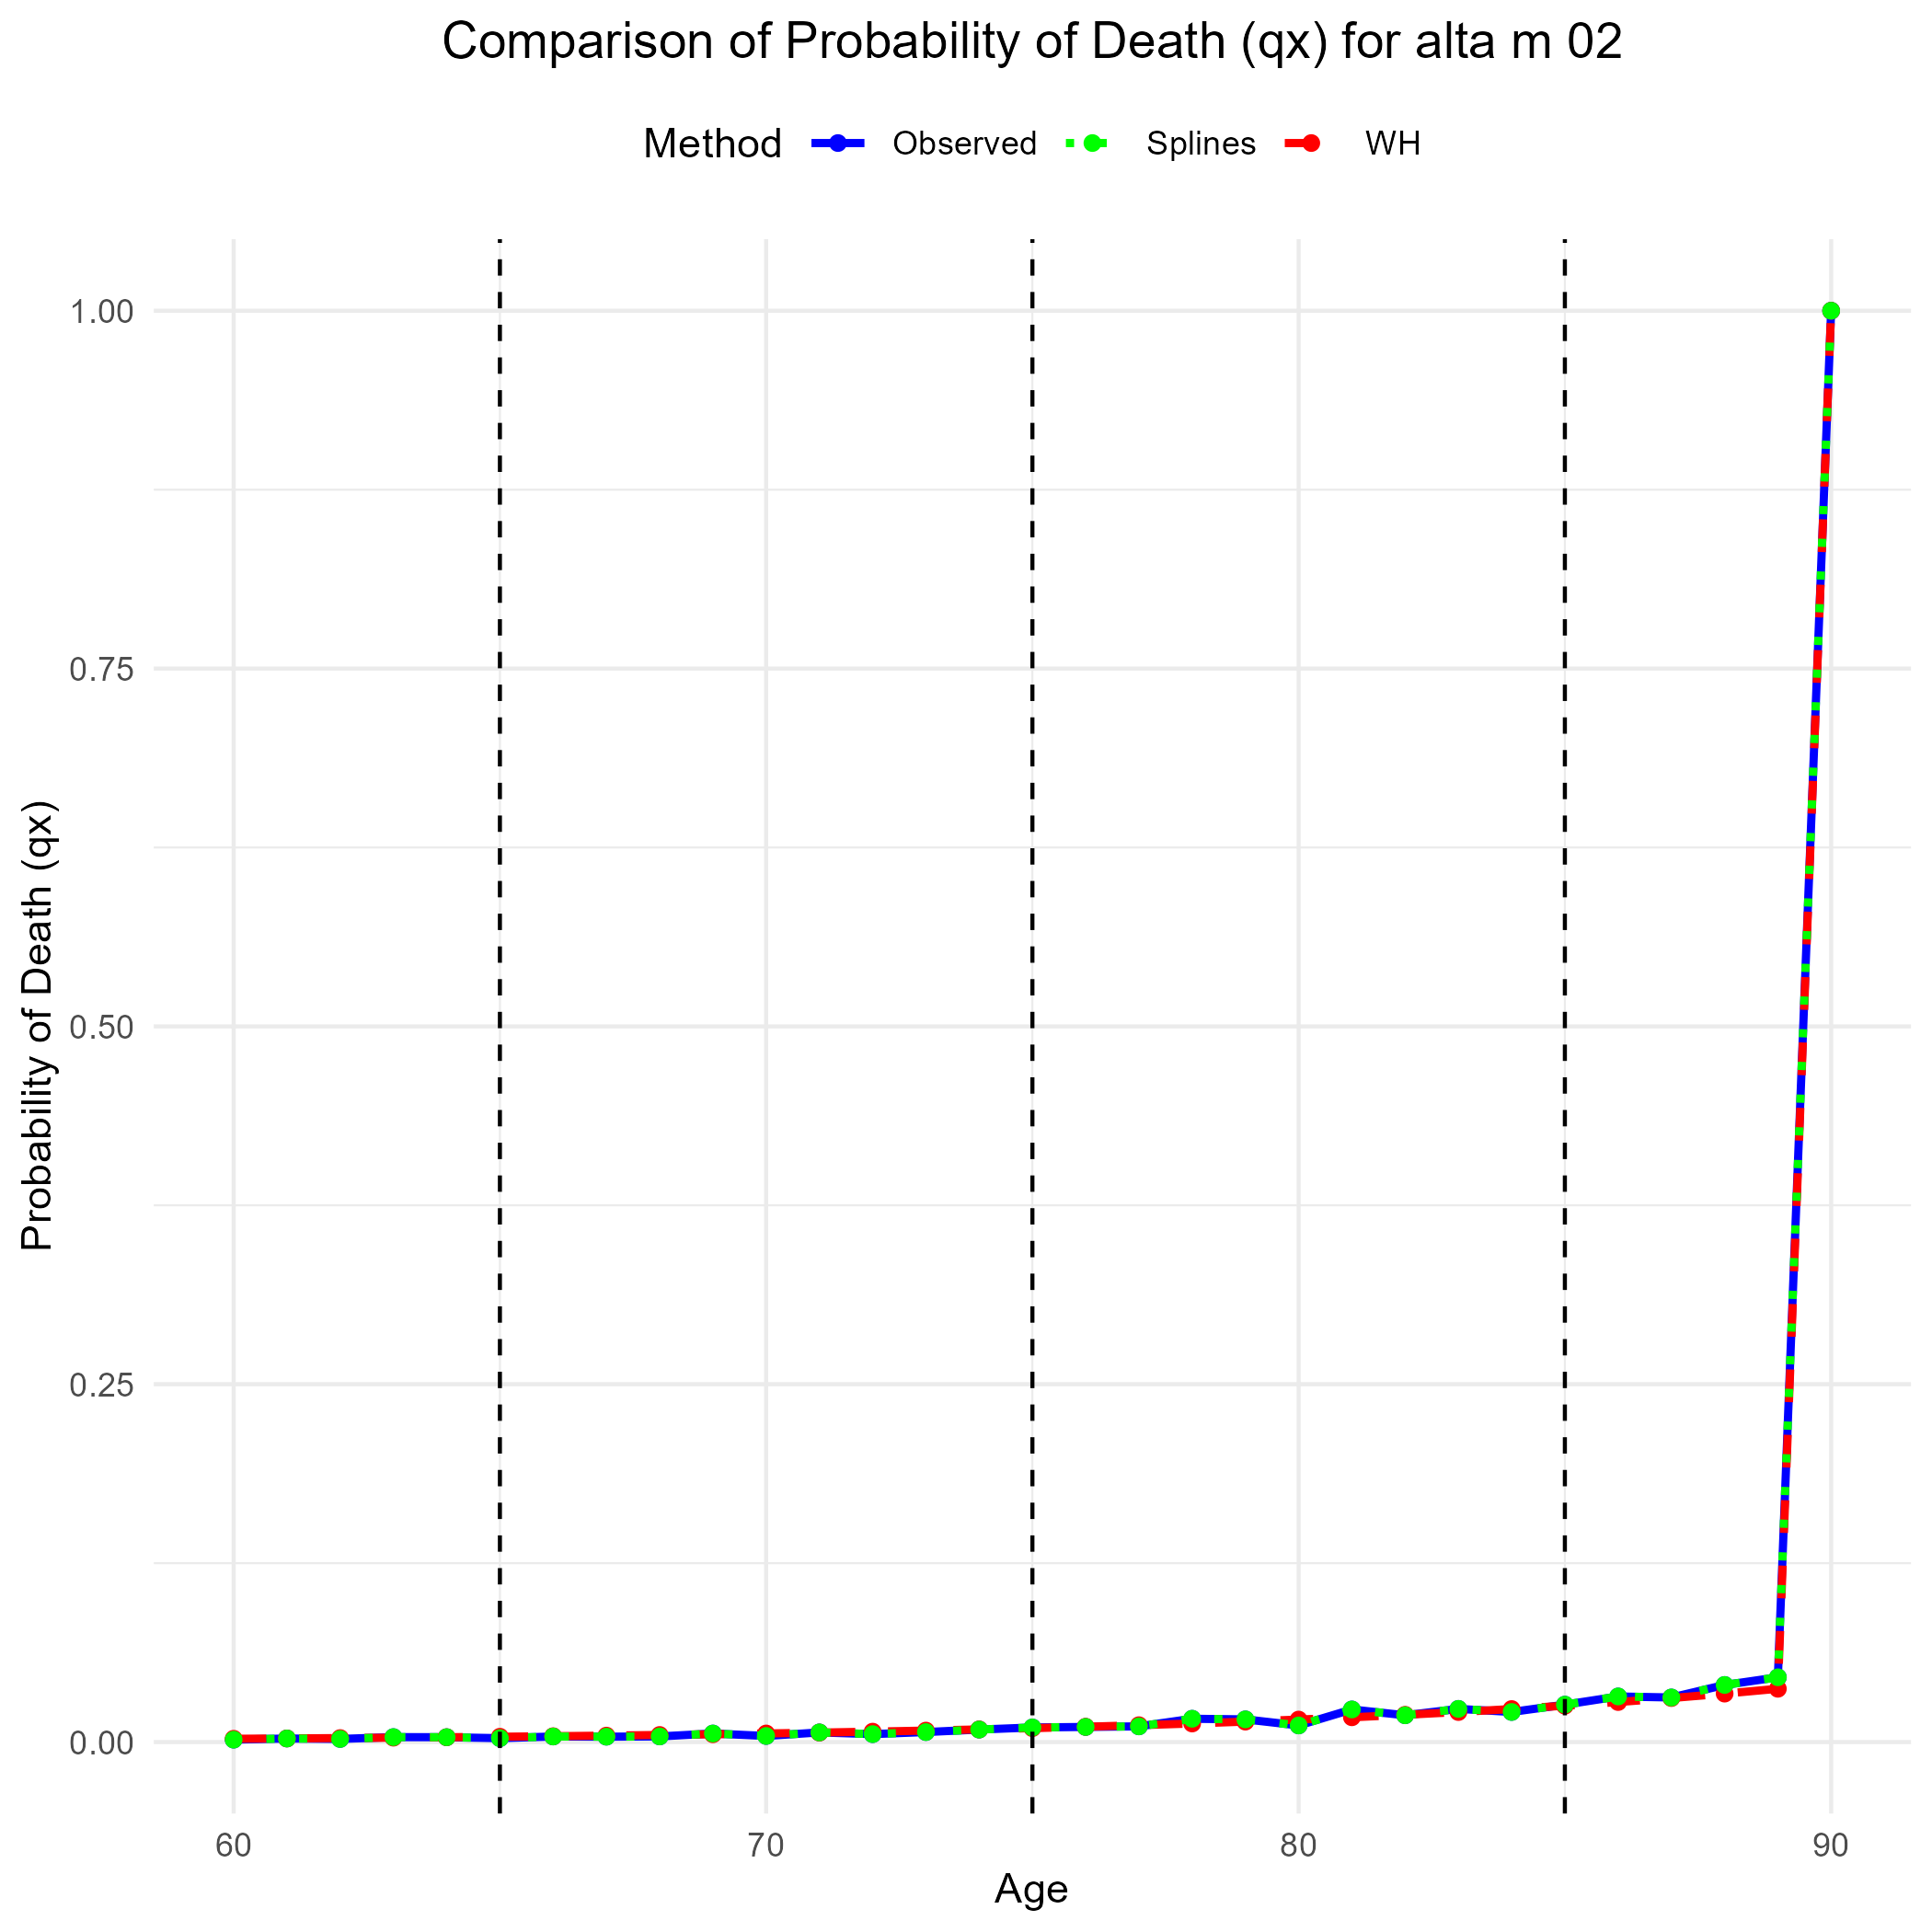 Comparison of Probability of Death (qx) for alta m 02
Method Observed Splines WH
Probability of Death (qx)
1.00
0.75
0.50
0.25
0.00
60 70 80 90
Age